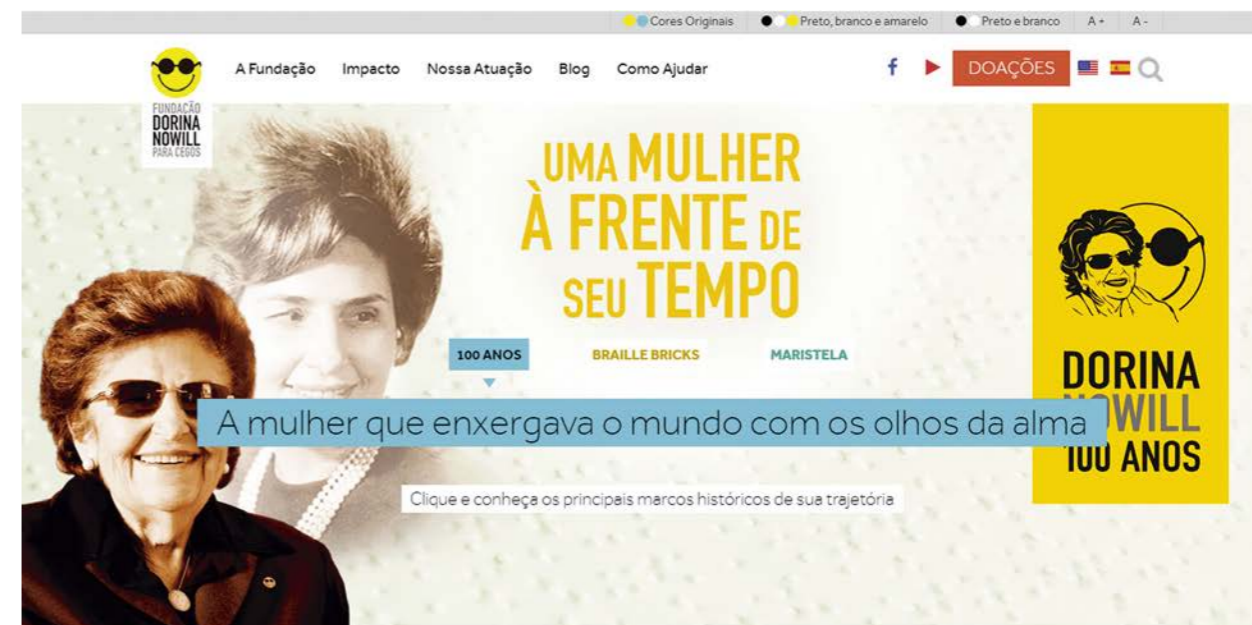 Cores Originais Preto, branco e amarelo Preto e branco A+ A-
A Fundação Impacto Nossa Atuação Blog Como Ajudar f DOAÇÕES
FUNDAÇÃO
DORINA
NOWILL
PARA CEGOS
UMA MULHER
À FRENTE DE
SEU TEMPO
100 ANOS BRAILLE BRICKS MARISTELA
A mulher que enxergava o mundo com os olhos da alma
Clique e conheça os principais marcos históricos de sua trajetória
DORINA
NOWILL
100 ANOS